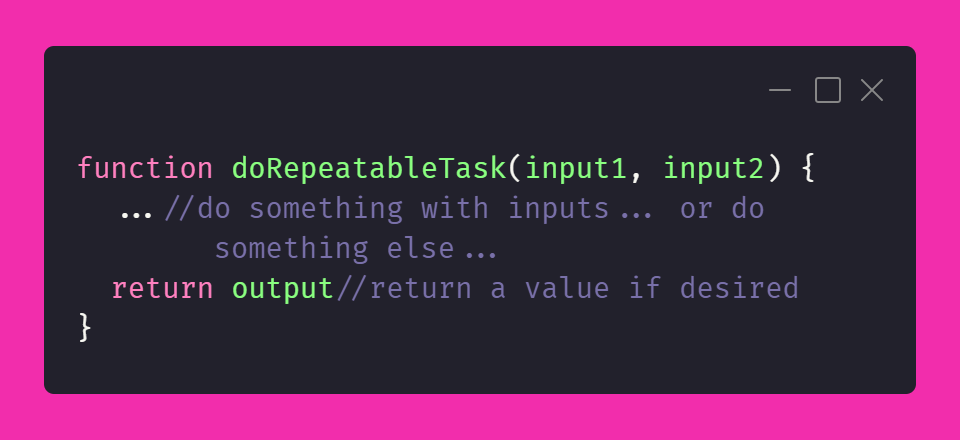 function doRepeatableTask(input1, input2) {
...//do something with inputs... or do
something else...
return output//return a value if desired
}